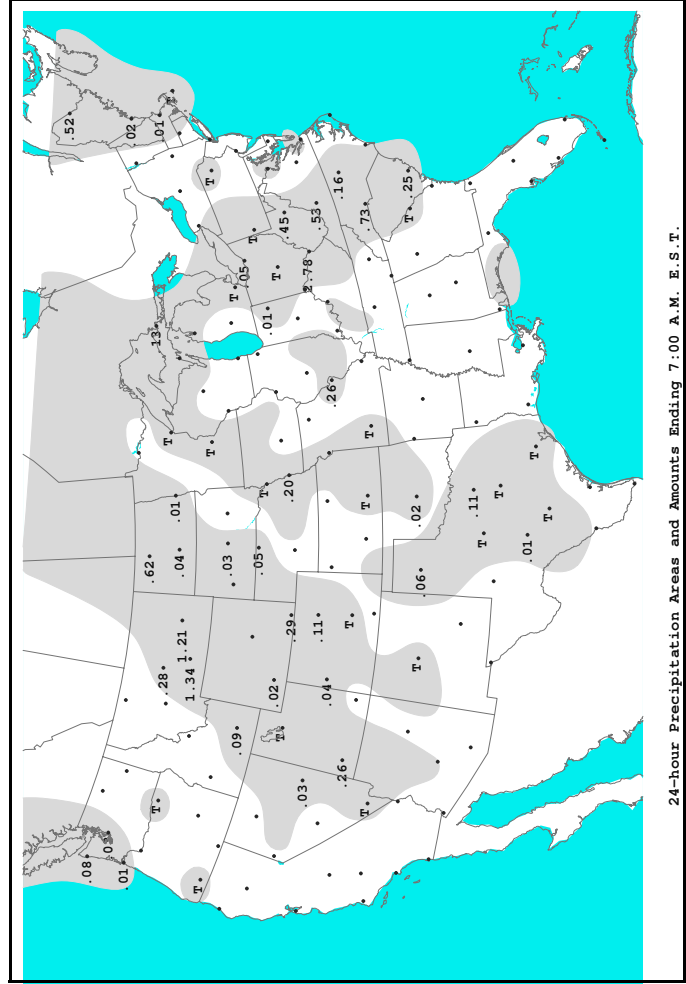 .52
.08
.01
.02
.62
.13
T
.01
.28
T
T
.01
.04
1.21
1.34
T
T
T
.03
T
.09
.05
T
.05
T
.01
.02
T
T
.45
.20
.29
.03
2.78
.53
.11
.04
.26
.16
.26
T
.73
T
T
T
.25
T
.02
T
.06
.11
T
T
.01
T
T
24-hour Precipitation Areas and Amounts Ending 7:00 A.M. E.S.T.